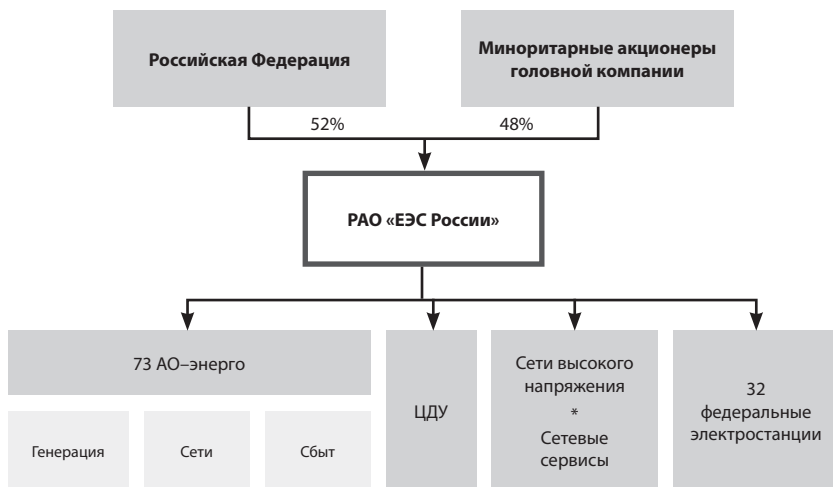 Российская Федерация
Миноритарные акционеры
головной компании
52%
48%
РАО «ЕЭС России»
73 АО–энерго
Генерация
Сети
Сбыт
ЦДУ
Сети высокого
напряжения
*
Сетевые
сервисы
32
федеральные
электростанции